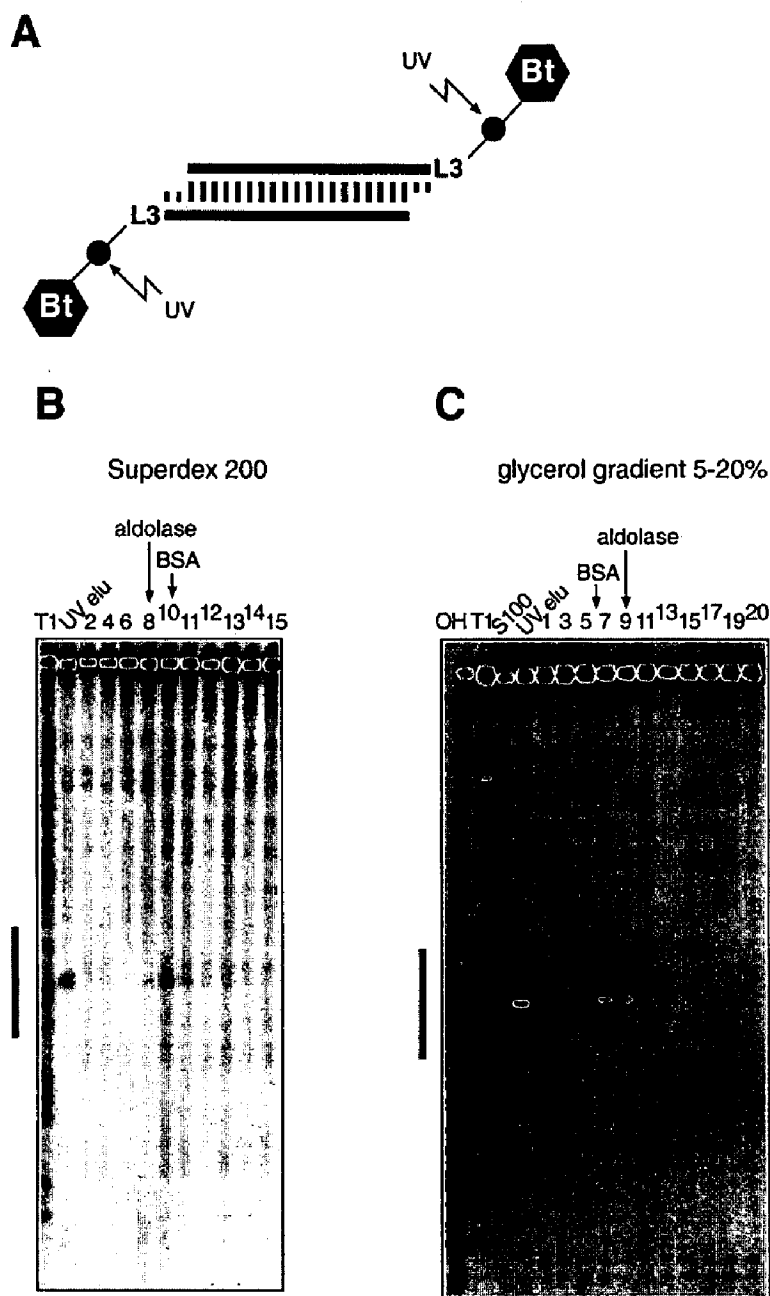 A
UV
Bt
L3
L3
Bt
UV
B
C
Superdex 200
glycerol gradient 5-20%
aldolase
BSA
aldolase
BSA
T1 UV elu 2 4 6 8 10 11 12 13 14 15
OH T1 S100 UV elu 1 3 5 7 9 11 13 15 17 19 20